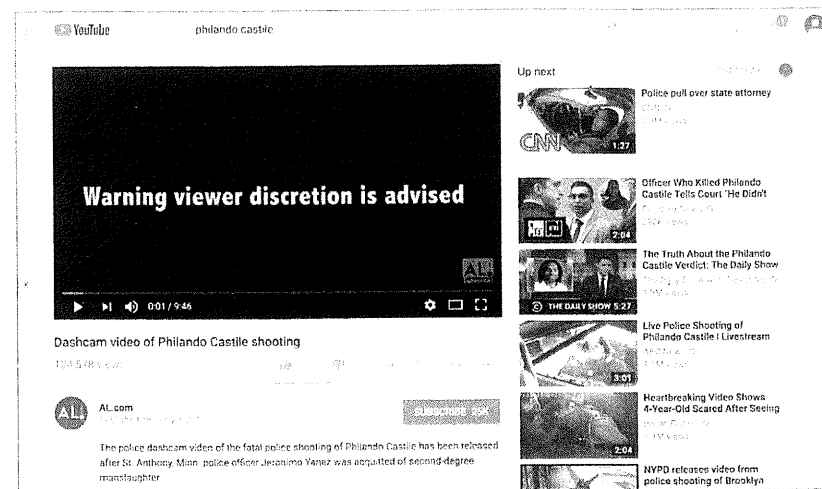 YouTube
philando castile
Warning viewer discretion is advised
AL.
0:01 / 9:46
Dashcam video of Philando Castile shooting
views
AL.
AL.com
SUBSCRIBE 25K
The police dashcam video of the fatal police shooting of Philando Castile has been released
after St. Anthony, Minn. police officer Jeronimo Yanez was acquitted of second-degree
manslaughter
Up next
CNN
1:27
Police pull over state attorney
views
2:04
Officer Who Killed Philando
Castile Tells Court 'He Didn't
views
THE DAILY SHOW 5:27
The Truth About the Philando
Castile Verdict: The Daily Show
views
3:01
Live Police Shooting of
Philando Castile | Livestream
views
2:04
Heartbreaking Video Shows
4-Year-Old Scared After Seeing
views
NYPD releases video from
police shooting of Brooklyn